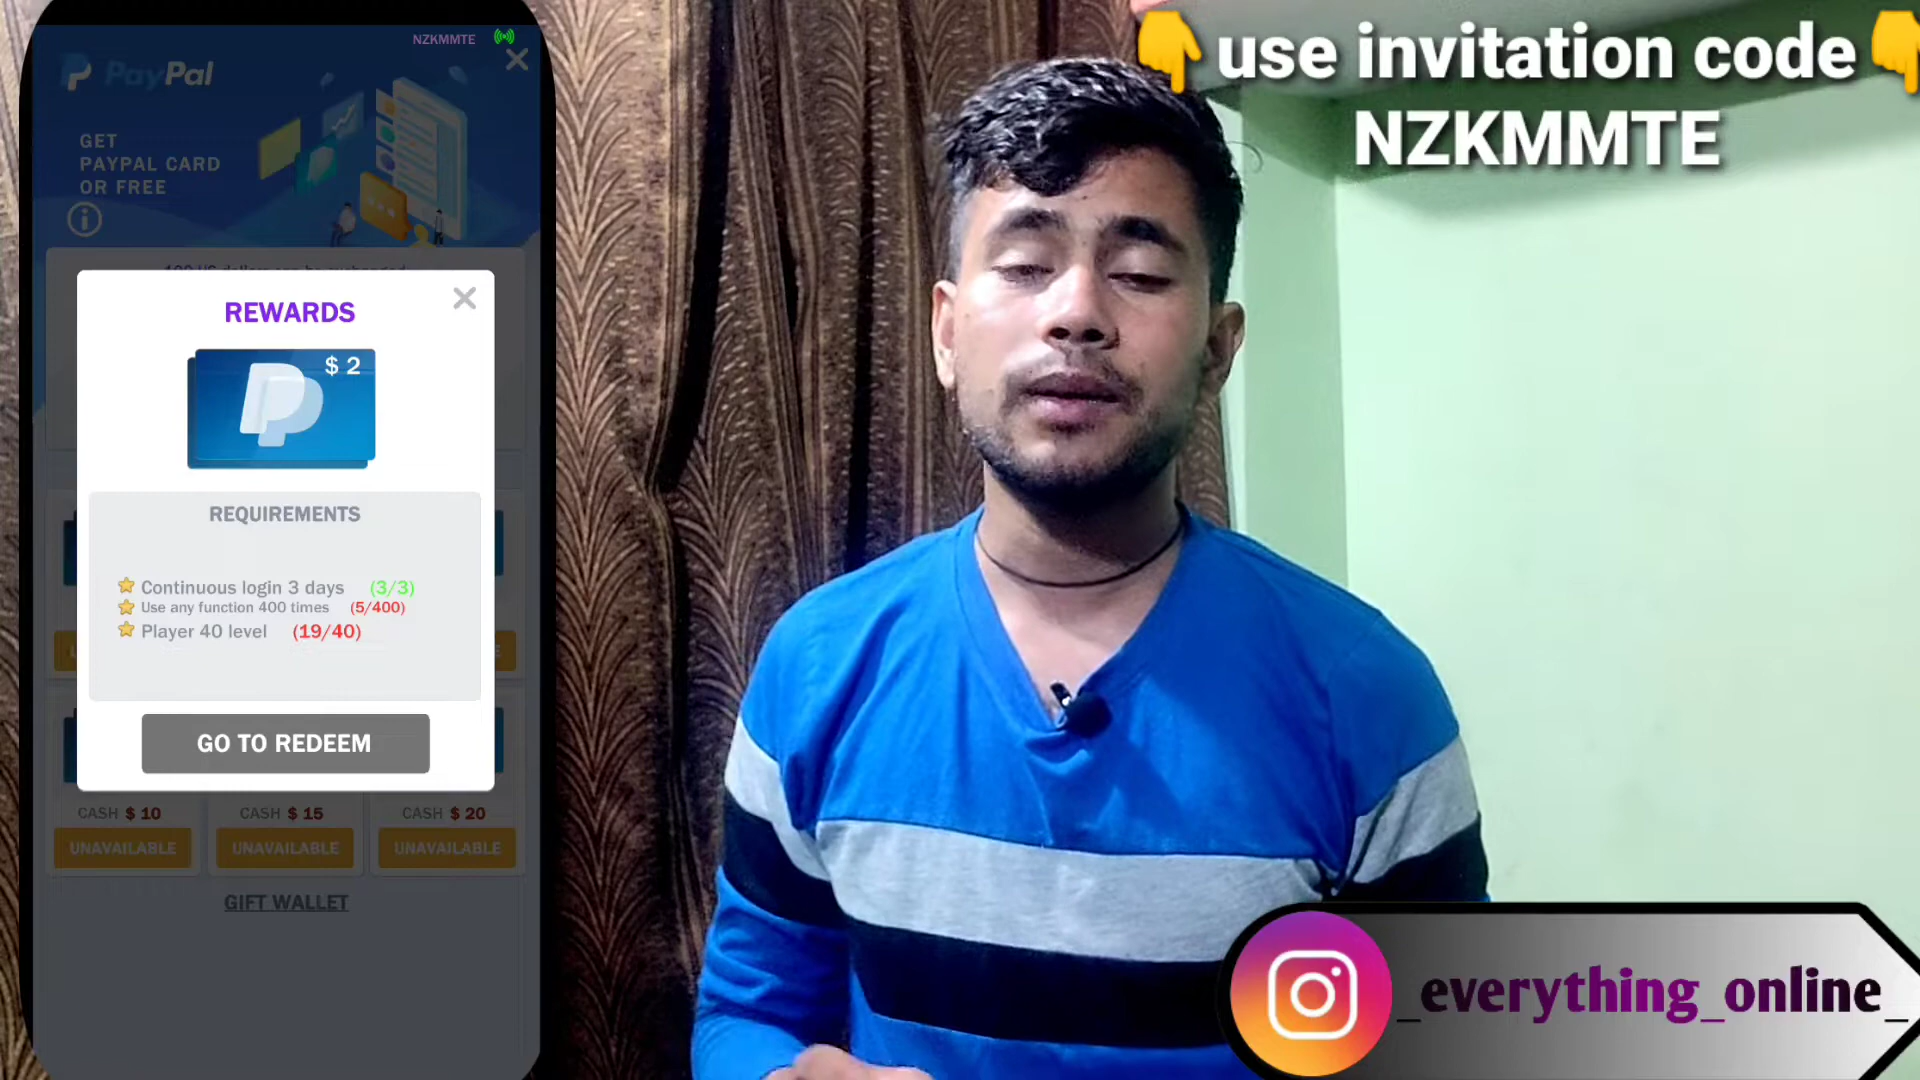 NZKMMTE
PayPal
GET
PAYPAL CARD
OR FREE
REWARDS
$ 2
REQUIREMENTS
Continuous login 3 days (3/3)
Use any function 400 times (5/400)
Player 40 level (19/40)
GO TO REDEEM
CASH $ 10 CASH $ 15 CASH $ 20
UNAVAILABLE UNAVAILABLE UNAVAILABLE
GIFT WALLET
👇use invitation code👇
NZKMMTE
_everything_online_